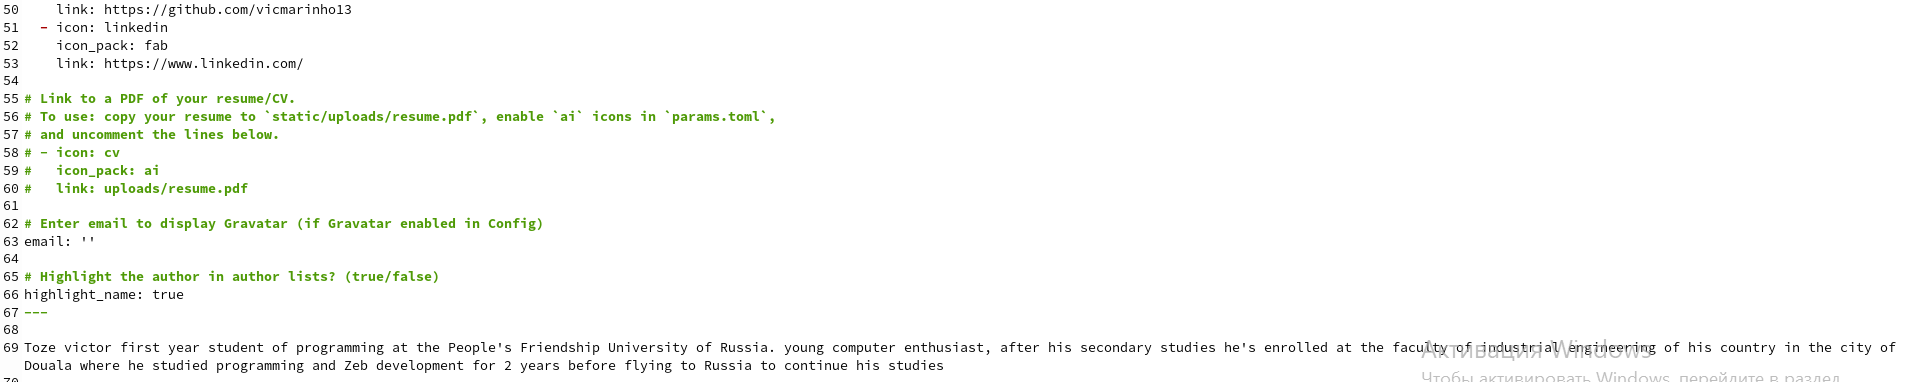 50     link: https://github.com/vicmarinho13
51   - icon: linkedin
52     icon_pack: fab
53     link: https://www.linkedin.com/
54
55 # Link to a PDF of your resume/CV.
56 # To use: copy your resume to `static/uploads/resume.pdf`, enable `ai` icons in `params.toml`,
57 # and uncomment the lines below.
58 # - icon: cv
59 #   icon_pack: ai
60 #   link: uploads/resume.pdf
61
62 # Enter email to display Gravatar (if Gravatar enabled in Config)
63 email: ''
64
65 # Highlight the author in author lists? (true/false)
66 highlight_name: true
67 ---
68
69 Toze victor first year student of programming at the People's Friendship University of Russia. young computer enthusiast, after his secondary studies he's enrolled at the faculty of industrial engineering of his country in the city of
Douala where he studied programming and Zeb development for 2 years before flying to Russia to continue his studies
Активация Windows
Чтобы активировать Windows, перейдите в раздел
70